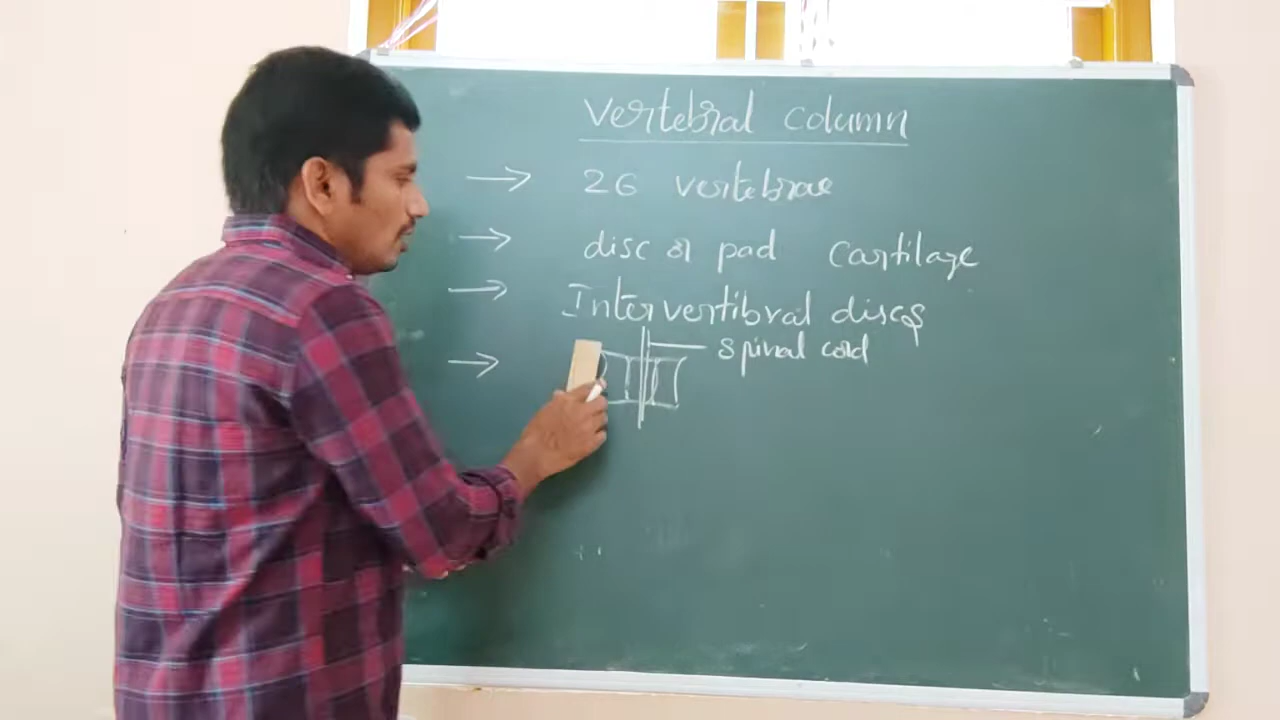 Vertebral column
→ 26 vertebrae
→ disc or pad cartilage
→ Intervertibral discs
→ spinal cord